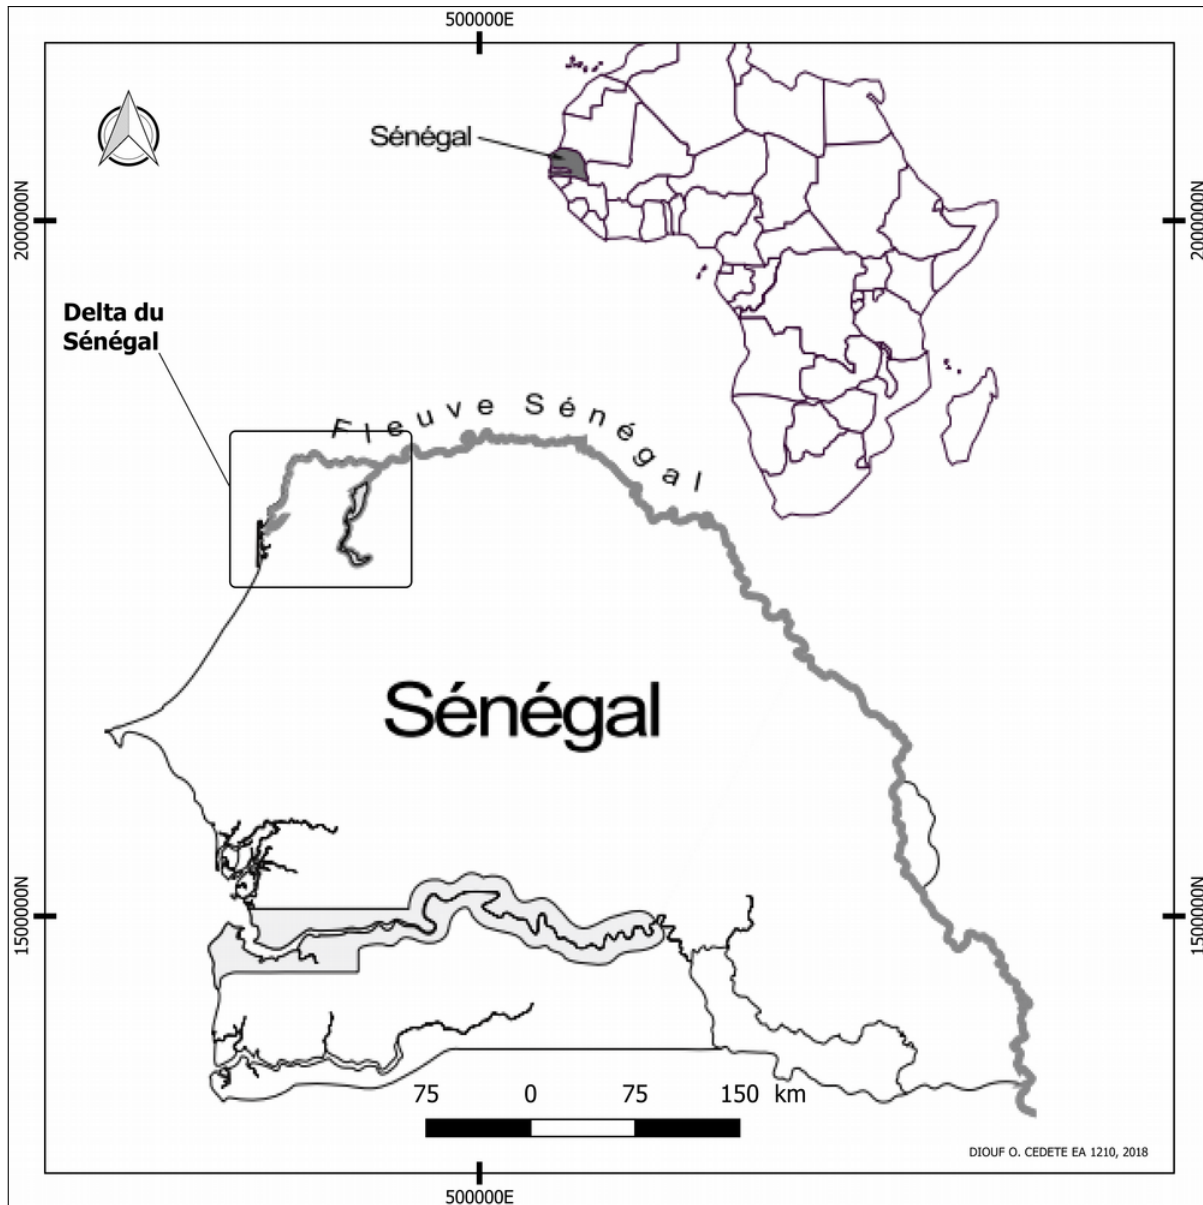 500000E
Sénégal
2000000N
2000000N
Delta du
Sénégal
Fleuve Sénégal
Sénégal
1500000N
1500000N
75 0 75 150 km
DIOUF O. CEDETE EA 1210, 2018
500000E